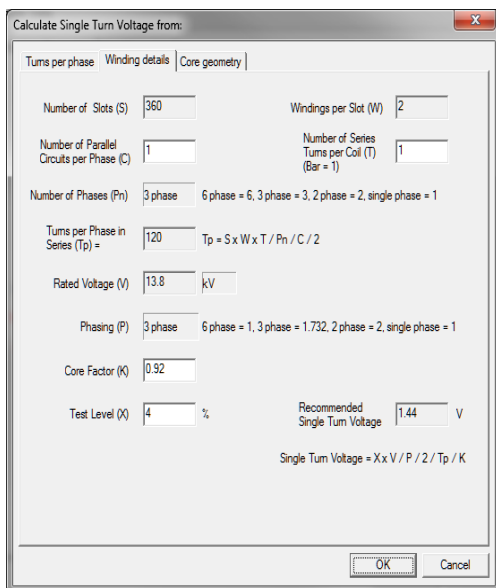 Calculate Single Turn Voltage from:
x
Turns per phase Winding details Core geometry
Number of Slots (S) 360 Windings per Slot (W) 2
Number of Parallel
Circuits per Phase (C) 1
Number of Series
Turns per Coil (T) 1
(Bar = 1)
Number of Phases (Pn) 3 phase 6 phase = 6, 3 phase = 3, 2 phase = 2, single phase = 1
Turns per Phase in
Series (Tp) = 120 Tp = S x W x T / Pn / C / 2
Rated Voltage (V) 13.8 kV
Phasing (P) 3 phase 6 phase = 1, 3 phase = 1.732, 2 phase = 2, single phase = 1
Core Factor (K) 0.92
Test Level (X) 4 %
Recommended
Single Turn Voltage 1.44 V
Single Turn Voltage = X x V / P / 2 / Tp / K
OK Cancel